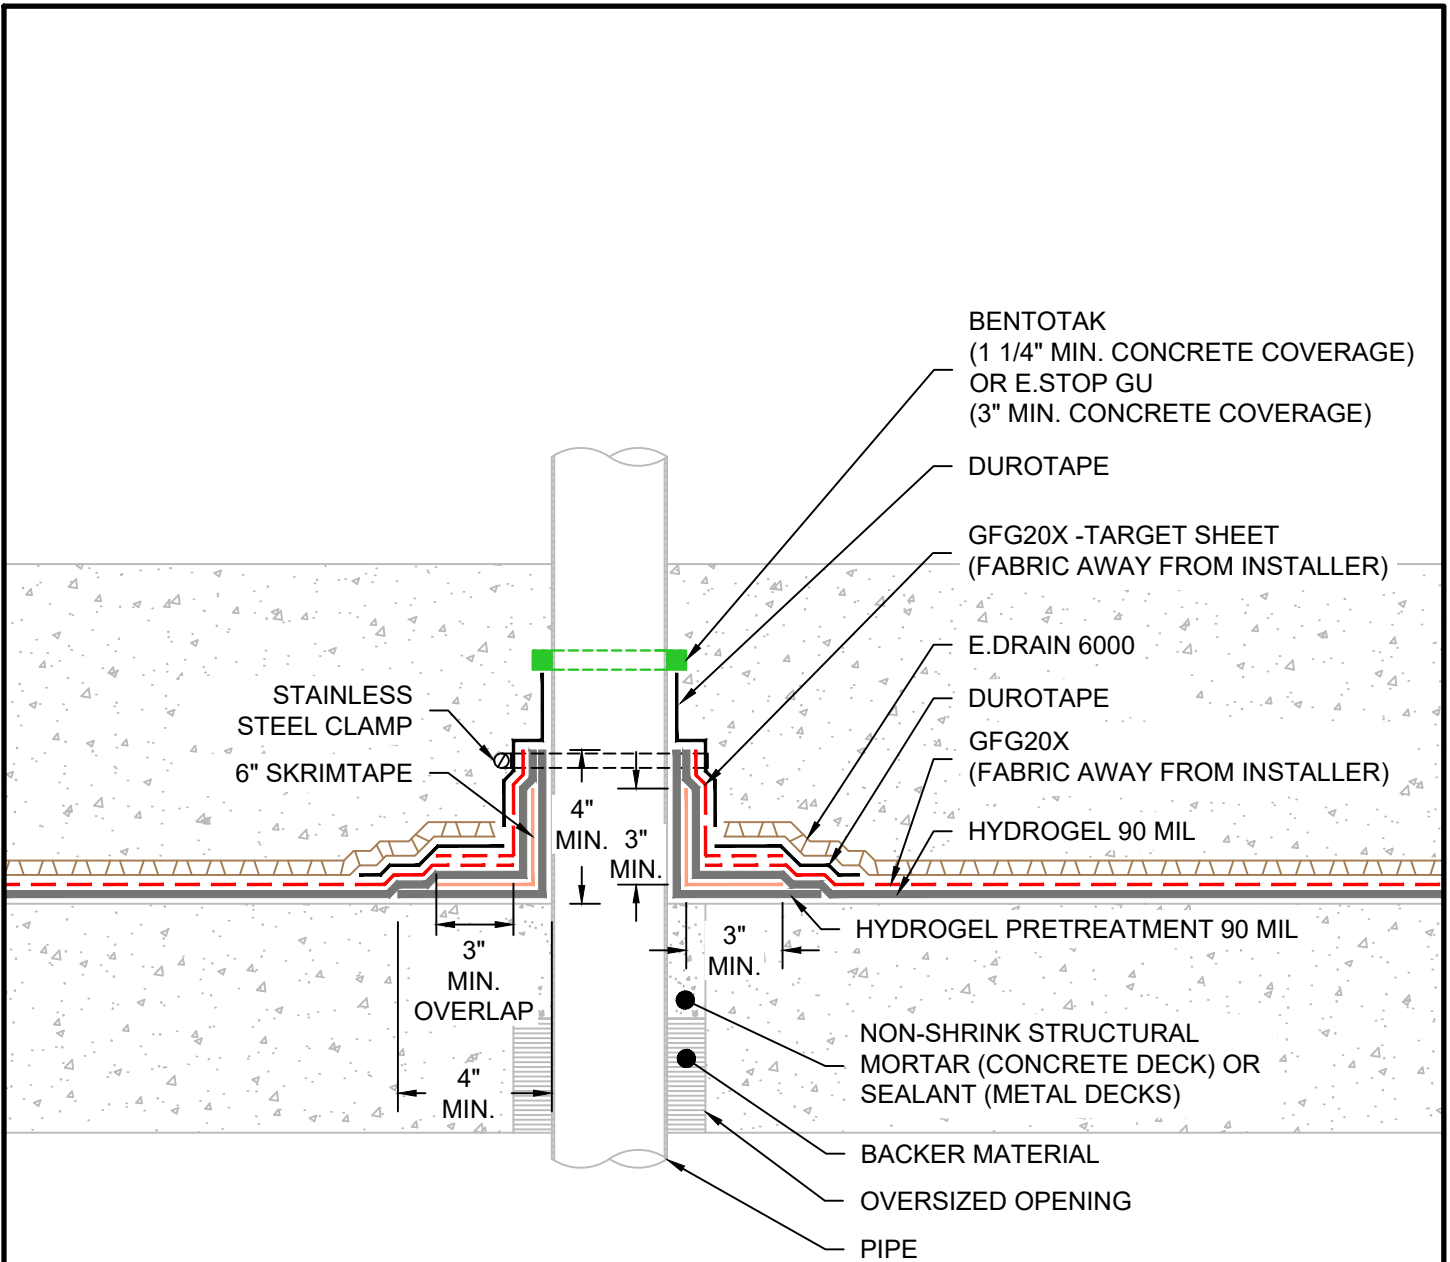 BENTOTAK
(1 1/4" MIN. CONCRETE COVERAGE)
OR E.STOP GU
(3" MIN. CONCRETE COVERAGE)
DUROTAPE
GFG20X -TARGET SHEET
(FABRIC AWAY FROM INSTALLER)
E.DRAIN 6000
DUROTAPE
GFG20X
(FABRIC AWAY FROM INSTALLER)
HYDROGEL 90 MIL
HYDROGEL PRETREATMENT 90 MIL
NON-SHRINK STRUCTURAL
MORTAR (CONCRETE DECK) OR
SEALANT (METAL DECKS)
BACKER MATERIAL
OVERSIZED OPENING
PIPE
STAINLESS
STEEL CLAMP
6" SKRIMTAPE
4"
MIN.
3"
MIN.
3"
MIN.
OVERLAP
3"
MIN.
4"
MIN.